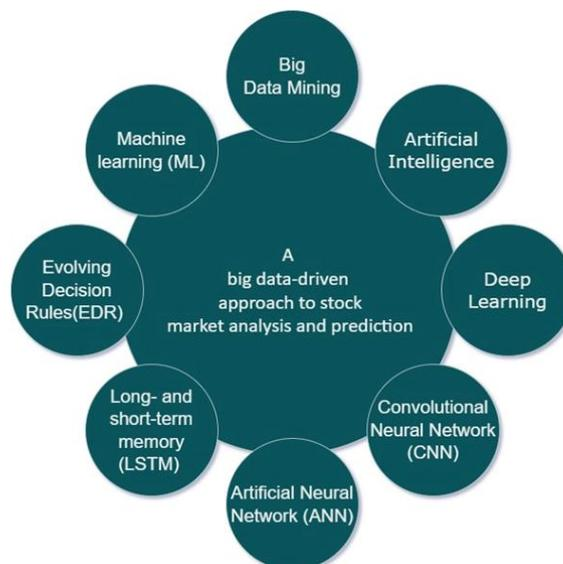 Big
Data Mining
Artificial
Intelligence
Deep
Learning
Convolutional
Neural Network
(CNN)
Artificial Neural
Network (ANN)
Long- and
short-term
memory
(LSTM)
Evolving
Decision
Rules(EDR)
Machine
learning (ML)
A
big data-driven
approach to stock
market analysis and prediction